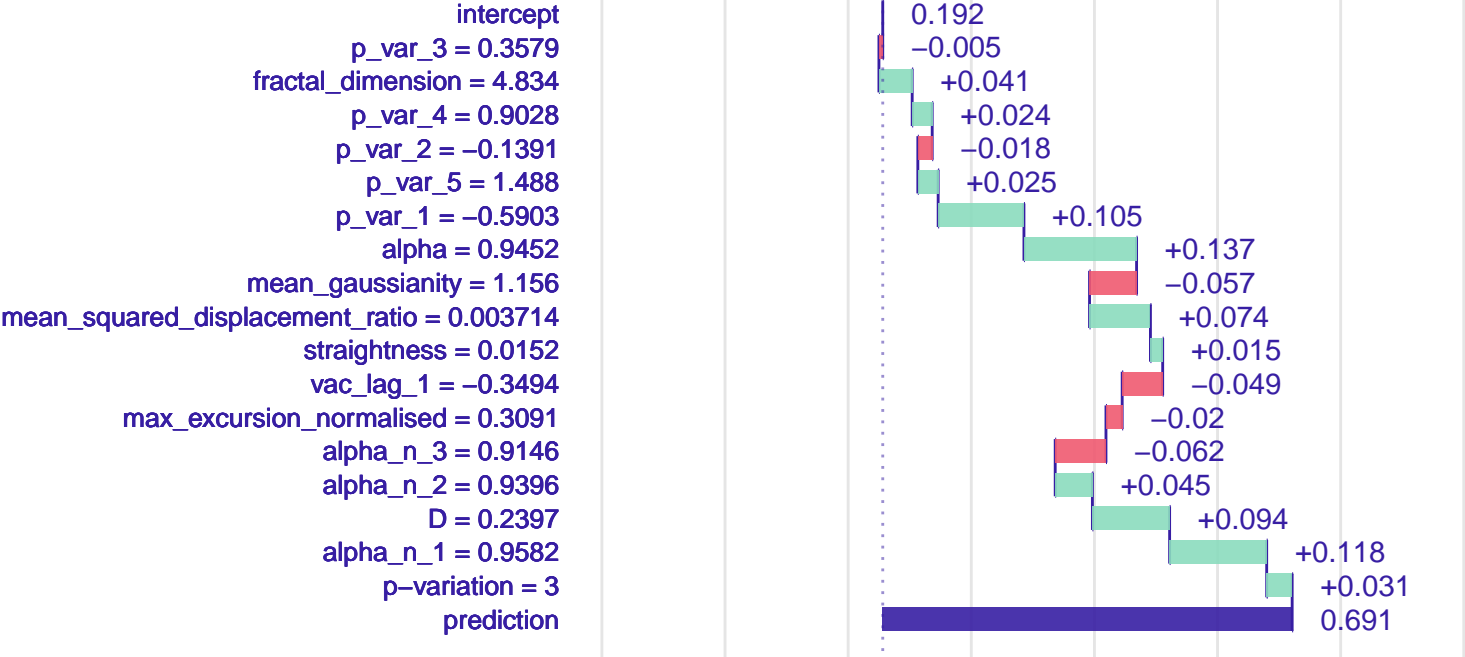 intercept 0.192
p_var_3 = 0.3579 −0.005
fractal_dimension = 4.834 +0.041
p_var_4 = 0.9028 +0.024
p_var_2 = −0.1391 −0.018
p_var_5 = 1.488 +0.025
p_var_1 = −0.5903 +0.105
alpha = 0.9452 +0.137
mean_gaussianity = 1.156 −0.057
mean_squared_displacement_ratio = 0.003714 +0.074
straightness = 0.0152 +0.015
vac_lag_1 = −0.3494 −0.049
max_excursion_normalised = 0.3091 −0.02
alpha_n_3 = 0.9146 −0.062
alpha_n_2 = 0.9396 +0.045
D = 0.2397 +0.094
alpha_n_1 = 0.9582 +0.118
p−variation = 3 +0.031
prediction 0.691